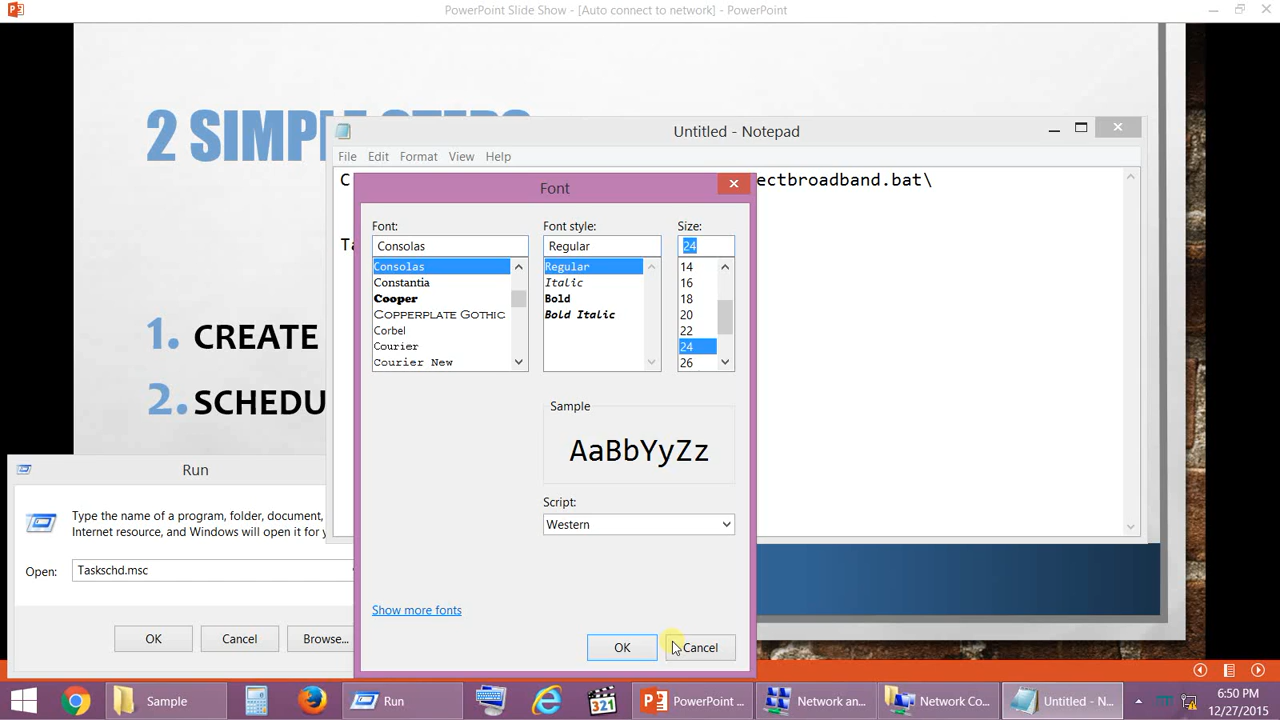 PowerPoint Slide Show - [Auto connect to network] - PowerPoint
2 SIMPL
Untitled - Notepad
File Edit Format View Help
C
ectbroadband.bat\
Font
Font: Font style: Size:
Consolas Regular 24
Consolas Regular 14
Constantia Italic 16
Cooper Bold 18
Copperplate Gothic Bold Italic 20
Corbel 22
Courier 24
Courier New 26
Sample
AaBbYyZz
Script:
Western
Show more fonts
OK Cancel
1. CREATE
2. SCHEDU
Run
Type the name of a program, folder, document,
Internet resource, and Windows will open it for y
Open: Taskschd.msc
OK Cancel Browse...
Sample
Run
321
PowerPoint ...
Network an...
Network Co...
Untitled - N...
6:50 PM
12/27/2015